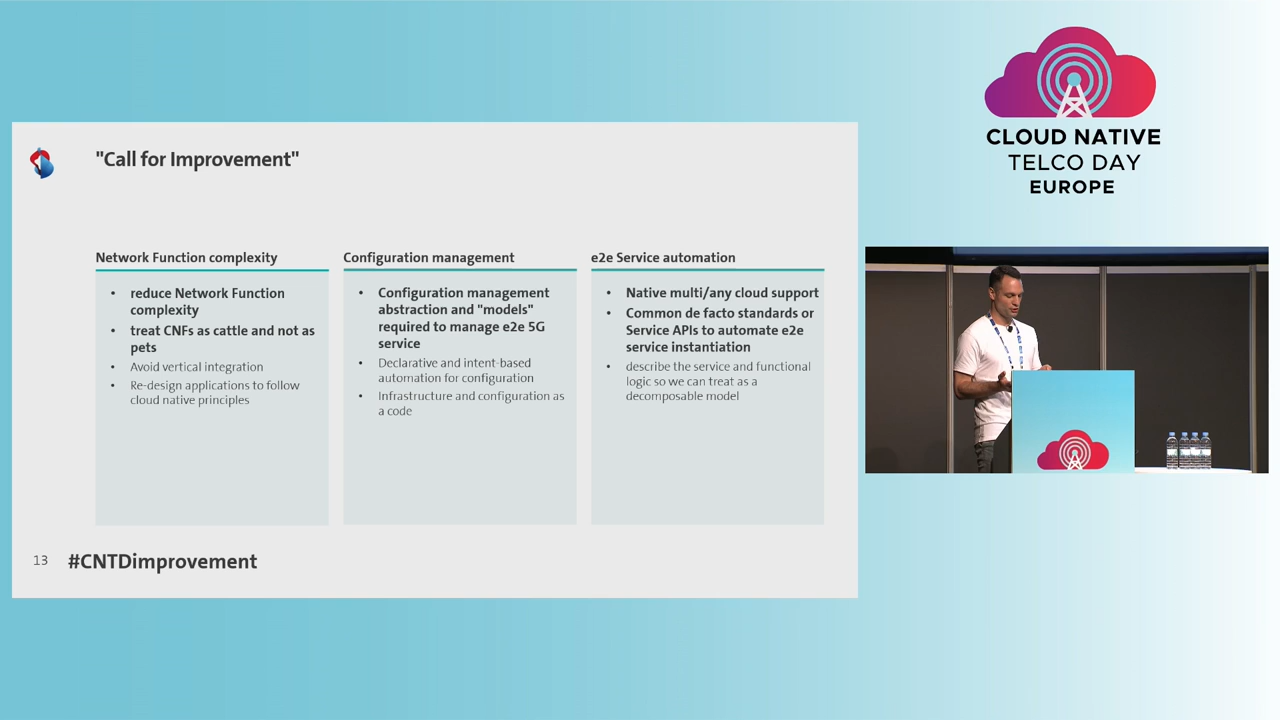 "Call for Improvement"
Network Function complexity
reduce Network Function
complexity
treat CNFs as cattle and not as
pets
Avoid vertical integration
Re-design applications to follow
cloud native principles
Configuration management
Configuration management
abstraction and "models"
required to manage e2e 5G
service
Declarative and intent-based
automation for configuration
Infrastructure and configuration as
a code
e2e Service automation
Native multi/any cloud support
Common de facto standards or
Service APIs to automate e2e
service instantiation
describe the service and functional
logic so we can treat as a
decomposable model
13
#CNTDimprovement
CLOUD NATIVE
TELCO DAY
EUROPE